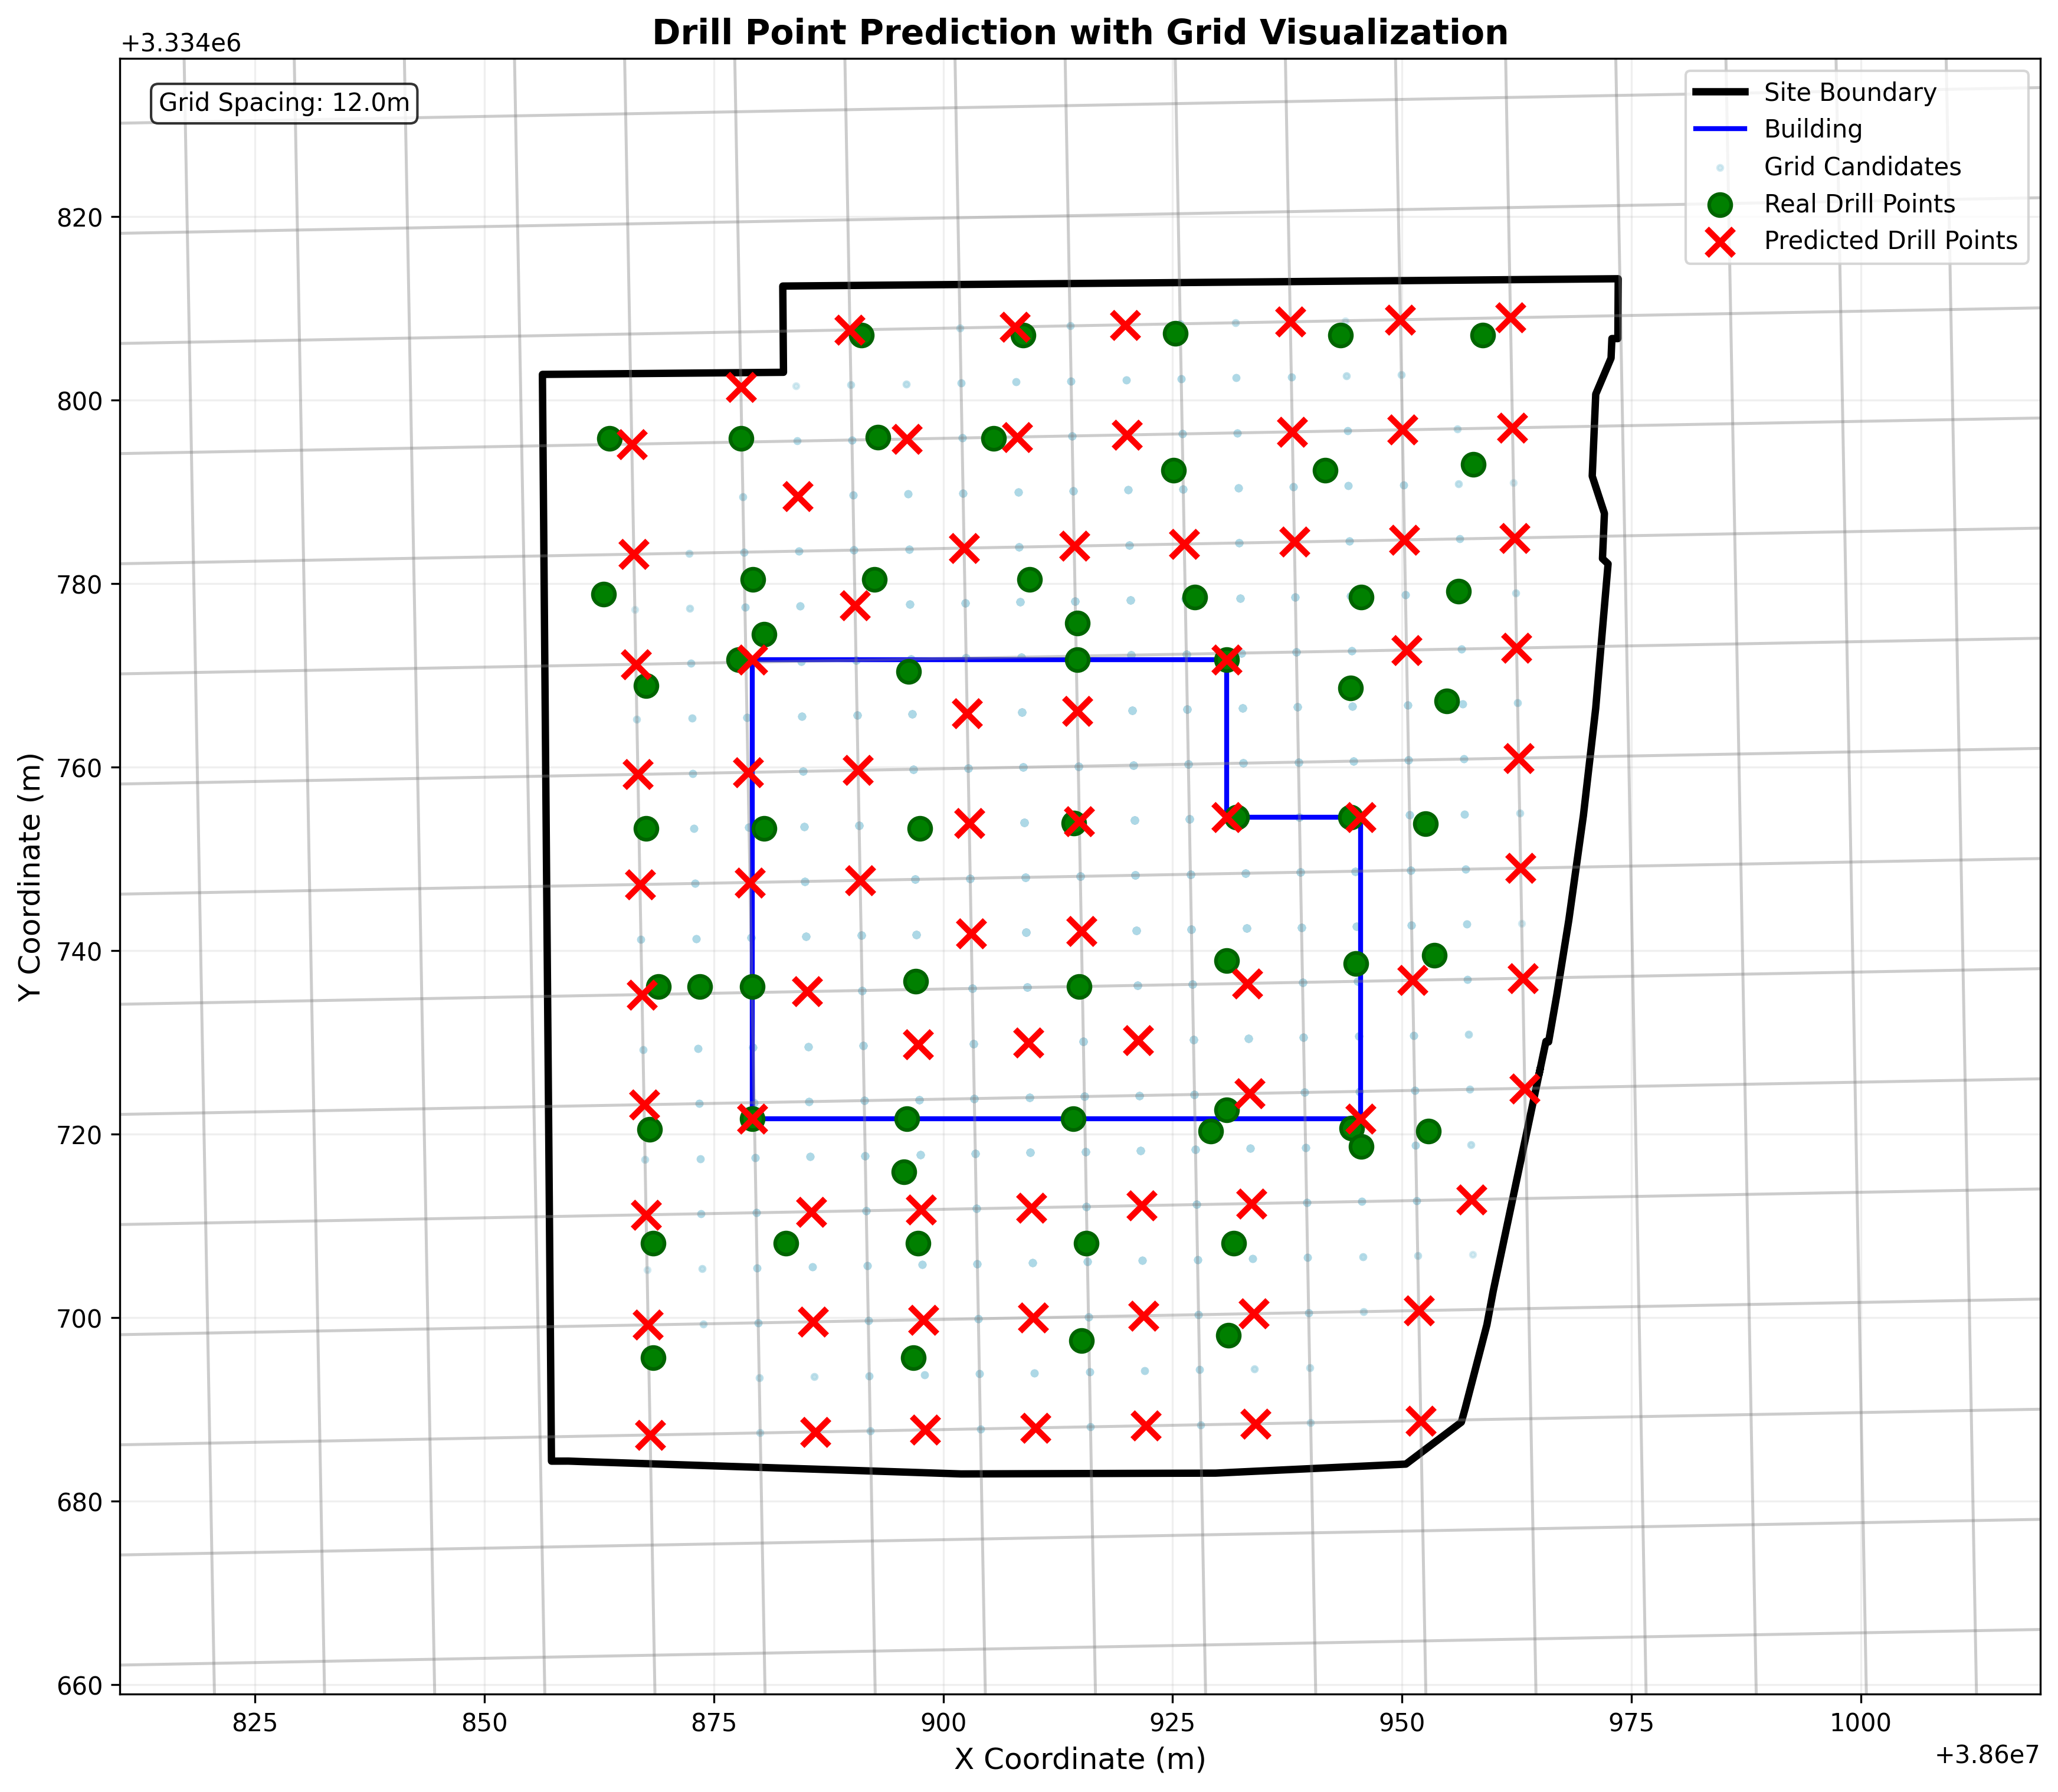 Drill Point Prediction with Grid Visualization
+3.334e6
Grid Spacing: 12.0m
Site Boundary
Building
Grid Candidates
Real Drill Points
Predicted Drill Points
820
800
780
760
740
720
700
680
660
Y Coordinate (m)
825
850
875
900
925
950
975
1000
X Coordinate (m)
+3.86e7